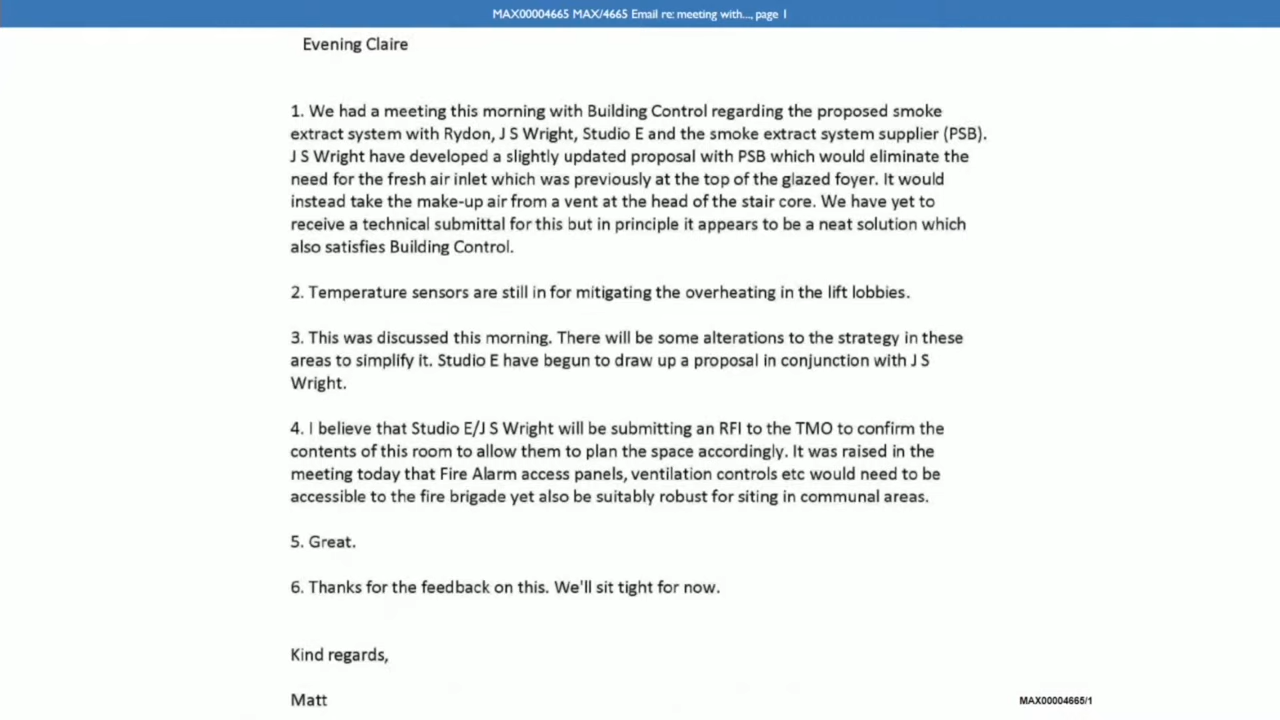 MAX00004665 MAX/4665 Email re: meeting with..., page 1
Evening Claire
1. We had a meeting this morning with Building Control regarding the proposed smoke
extract system with Rydon, J S Wright, Studio E and the smoke extract system supplier (PSB).
J S Wright have developed a slightly updated proposal with PSB which would eliminate the
need for the fresh air inlet which was previously at the top of the glazed foyer. It would
instead take the make-up air from a vent at the head of the stair core. We have yet to
receive a technical submittal for this but in principle it appears to be a neat solution which
also satisfies Building Control.
2. Temperature sensors are still in for mitigating the overheating in the lift lobbies.
3. This was discussed this morning. There will be some alterations to the strategy in these
areas to simplify it. Studio E have begun to draw up a proposal in conjunction with J S
Wright.
4. I believe that Studio E/J S Wright will be submitting an RFI to the TMO to confirm the
contents of this room to allow them to plan the space accordingly. It was raised in the
meeting today that Fire Alarm access panels, ventilation controls etc would need to be
accessible to the fire brigade yet also be suitably robust for siting in communal areas.
5. Great.
6. Thanks for the feedback on this. We'll sit tight for now.
Kind regards,
Matt
MAX00004665/1